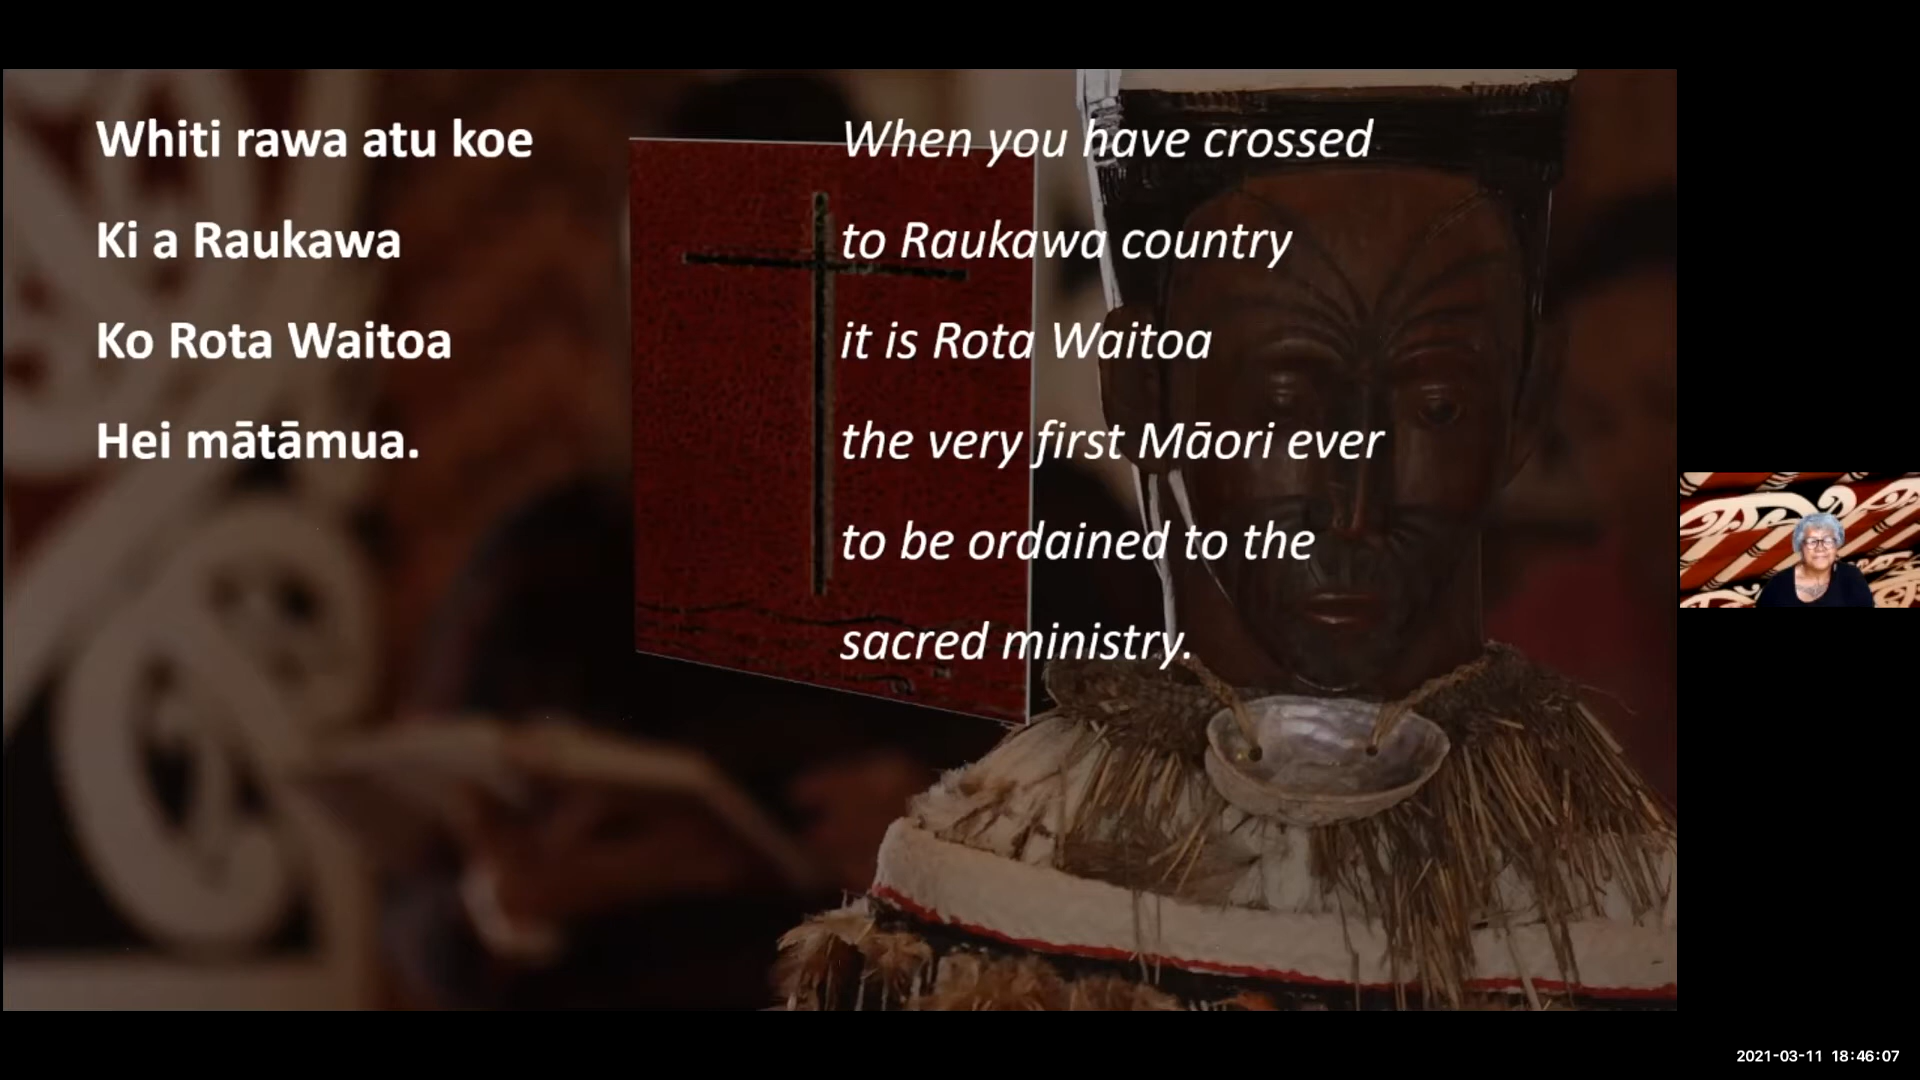 Whiti rawa atu koe
Ki a Raukawa
Ko Rota Waitoa
Hei mātāmua.
When you have crossed
to Raukawa country
it is Rota Waitoa
the very first Māori ever
to be ordained to the
sacred ministry.
2021-03-11 18:46:07